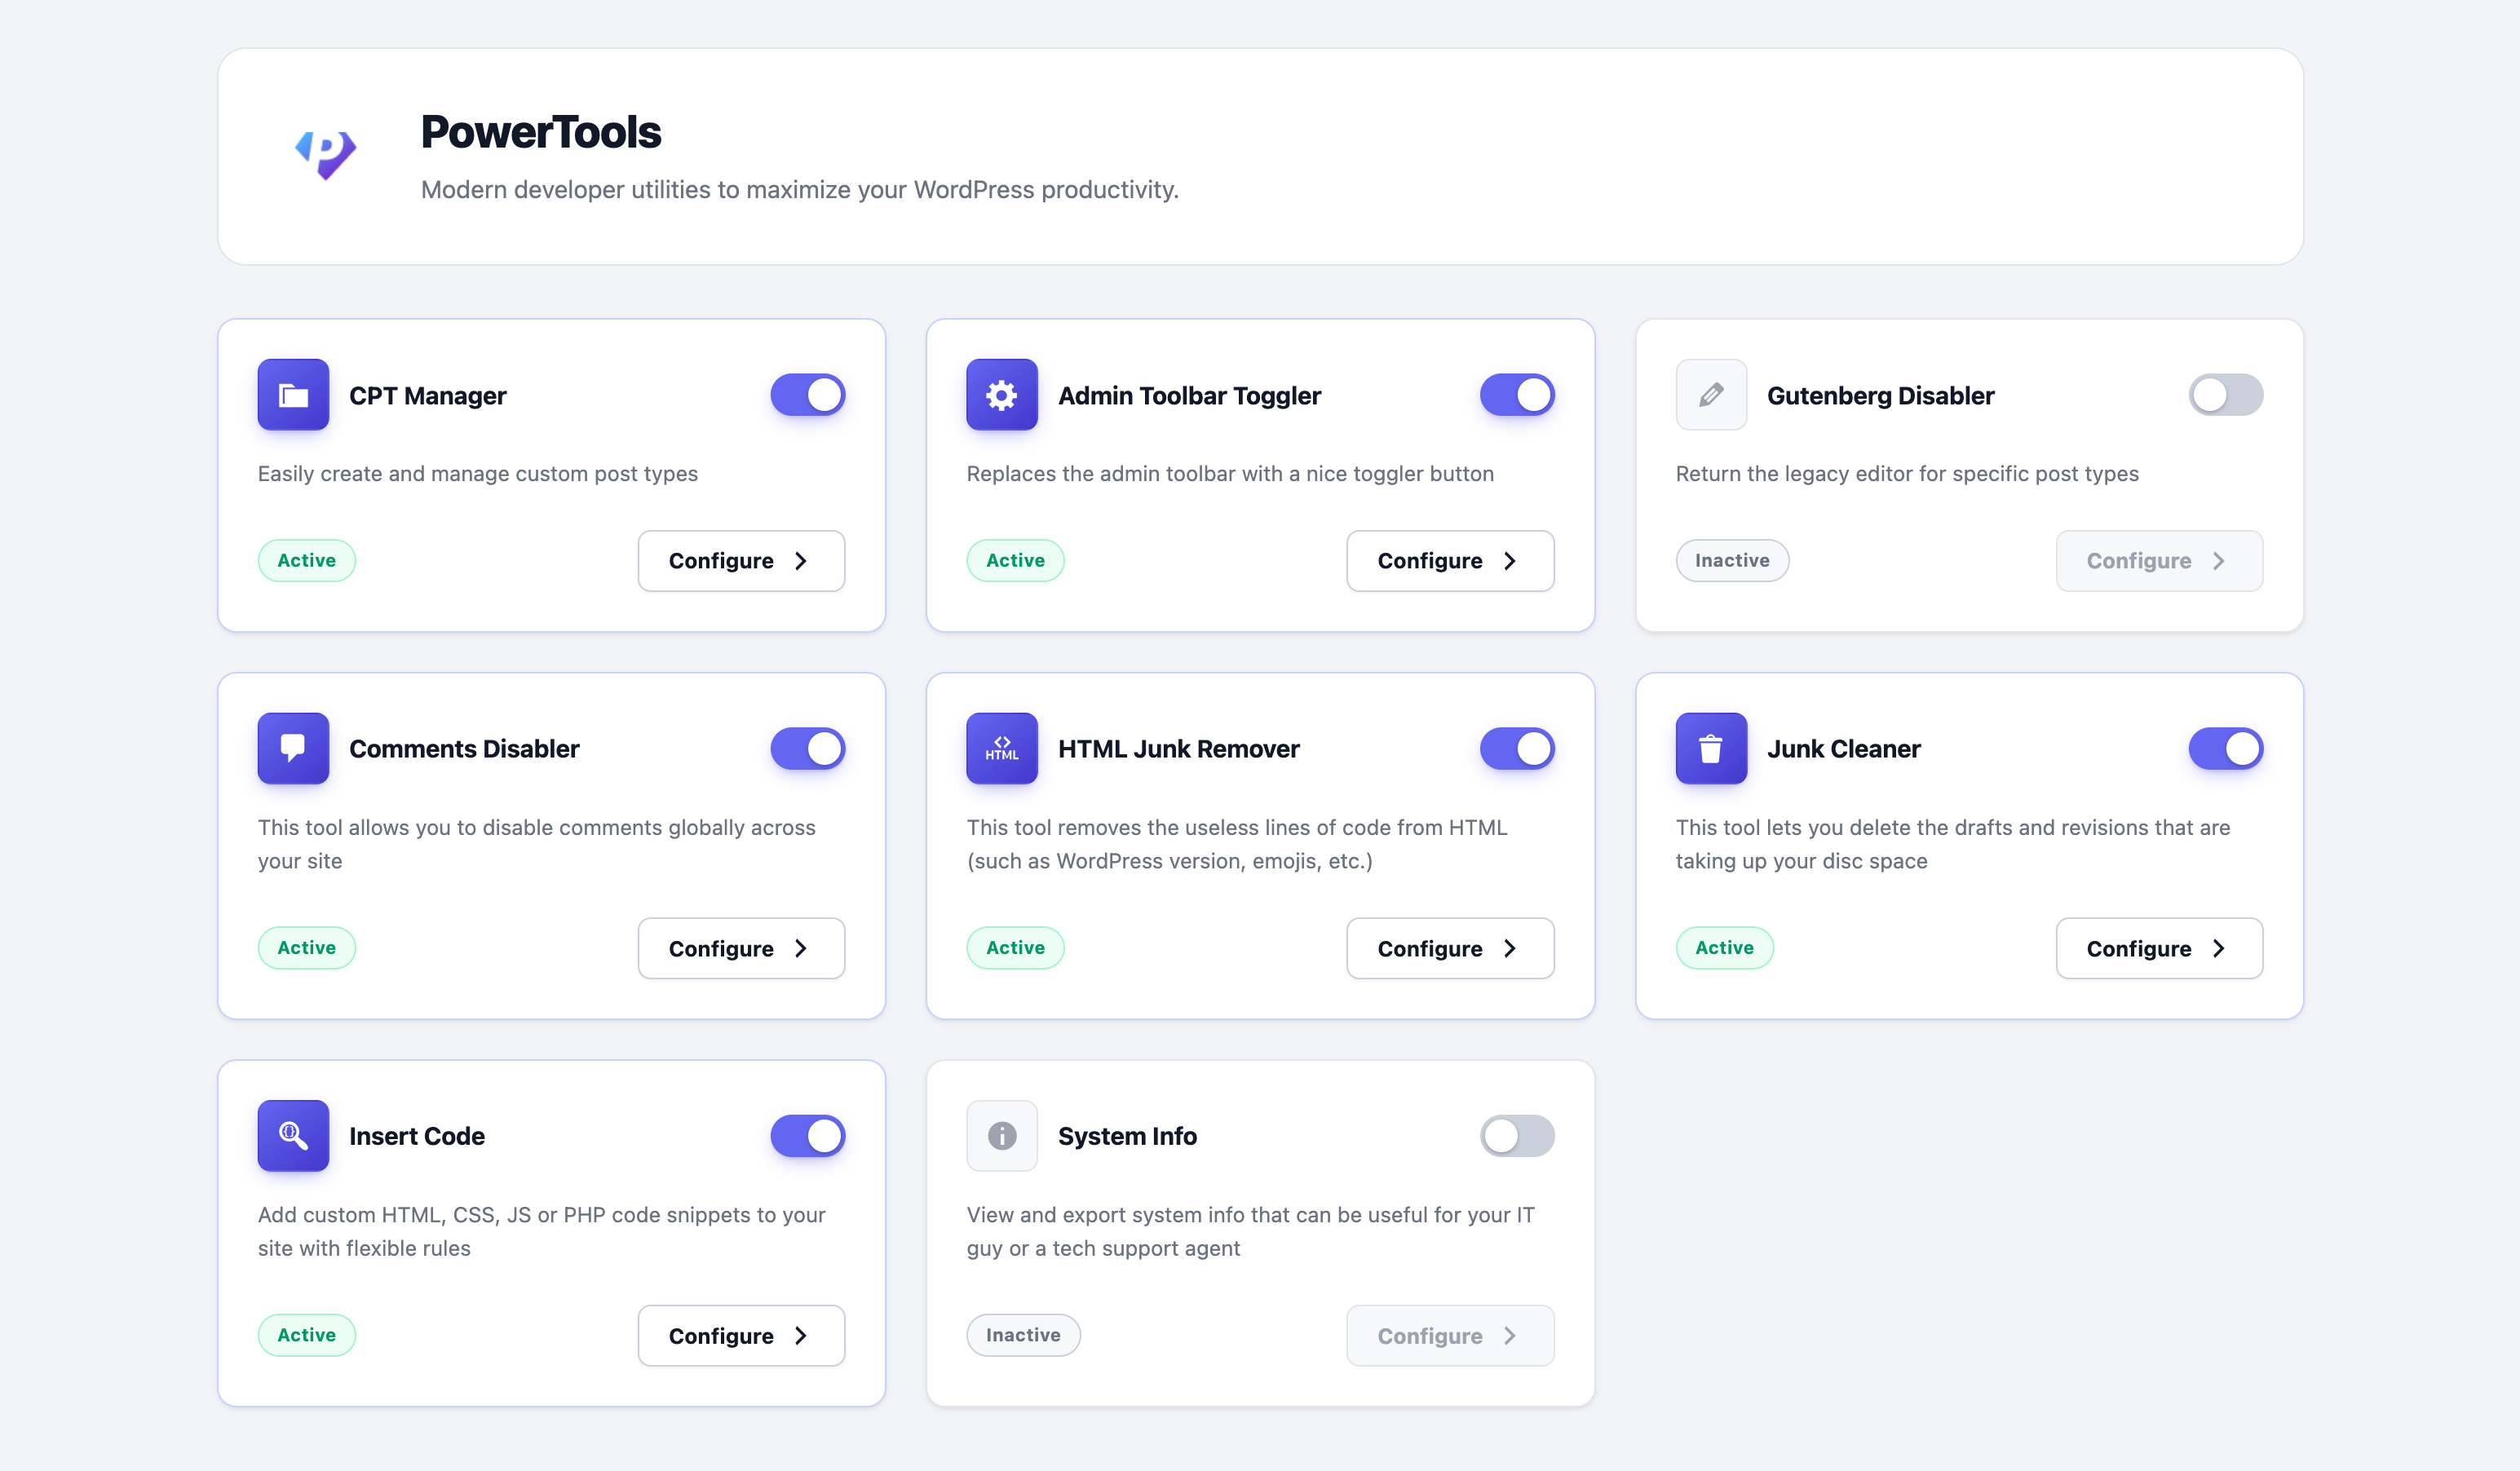 PowerTools
Modern developer utilities to maximize your WordPress productivity.
CPT Manager
Easily create and manage custom post types
Active
Configure
Admin Toolbar Toggler
Replaces the admin toolbar with a nice toggler button
Active
Configure
Gutenberg Disabler
Return the legacy editor for specific post types
Inactive
Configure
Comments Disabler
This tool allows you to disable comments globally across
your site
Active
Configure
HTML
HTML Junk Remover
This tool removes the useless lines of code from HTML
(such as WordPress version, emojis, etc.)
Active
Configure
Junk Cleaner
This tool lets you delete the drafts and revisions that are
taking up your disc space
Active
Configure
Insert Code
Add custom HTML, CSS, JS or PHP code snippets to your
site with flexible rules
Active
Configure
System Info
View and export system info that can be useful for your IT
guy or a tech support agent
Inactive
Configure